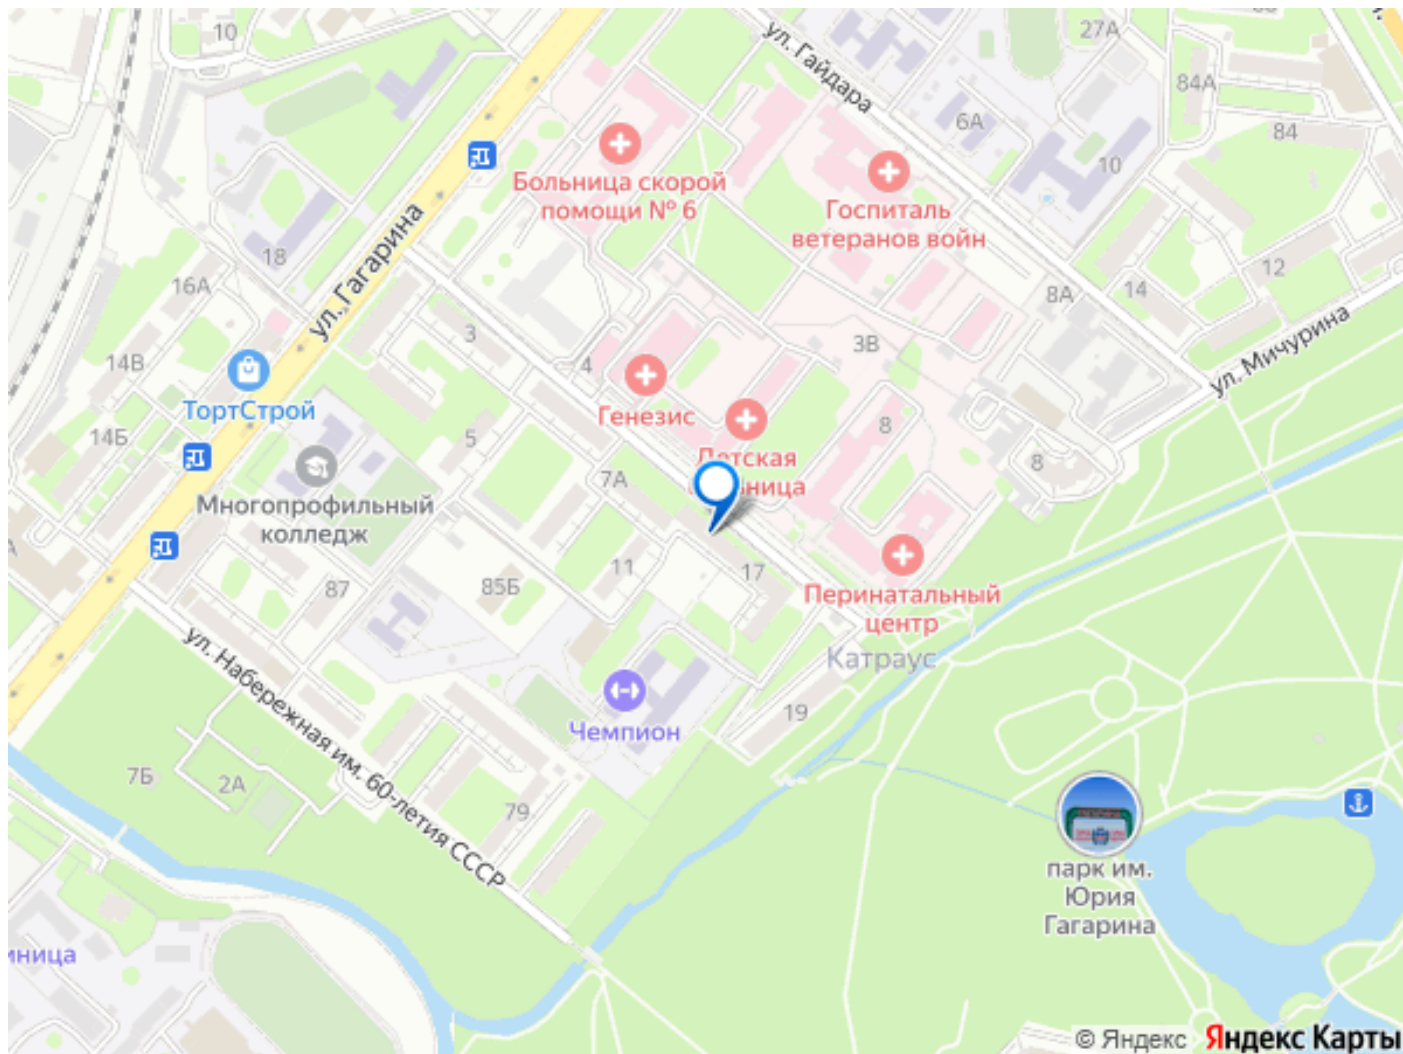 10
27А
ул. Гайдара
84А
84
6А
10
Больница скорой
помощи № 6
Госпиталь
ветеранов войн
ул. Гагарина
18
16А
12
14
8А
ул. Мичурина
3
3В
14В
4
ТортСтрой
Генезис
14Б
5
8
8
Детская
7А
Многопрофильный
колледж
11
17
87
85Б
Перинатальный
центр
Катраус
ул. Набережная им. 60-летия СССР
19
Чемпион
7Б
2А
79
парк им.
Юрия
Гагарина
© Яндекс Яндекс Карты